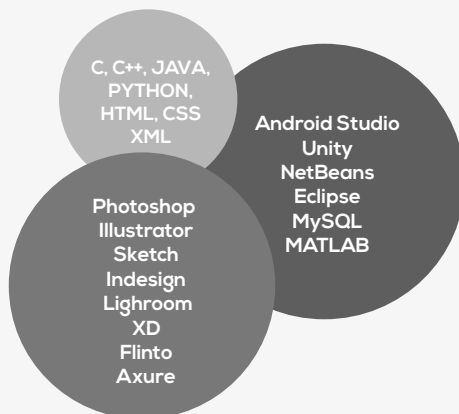 C, C++, JAVA,
PYTHON,
HTML, CSS
XML
Android Studio
Unity
NetBeans
Eclipse
MySQL
MATLAB
Photoshop
Illustrator
Sketch
Indesign
Lighroom
XD
Flinto
Axure